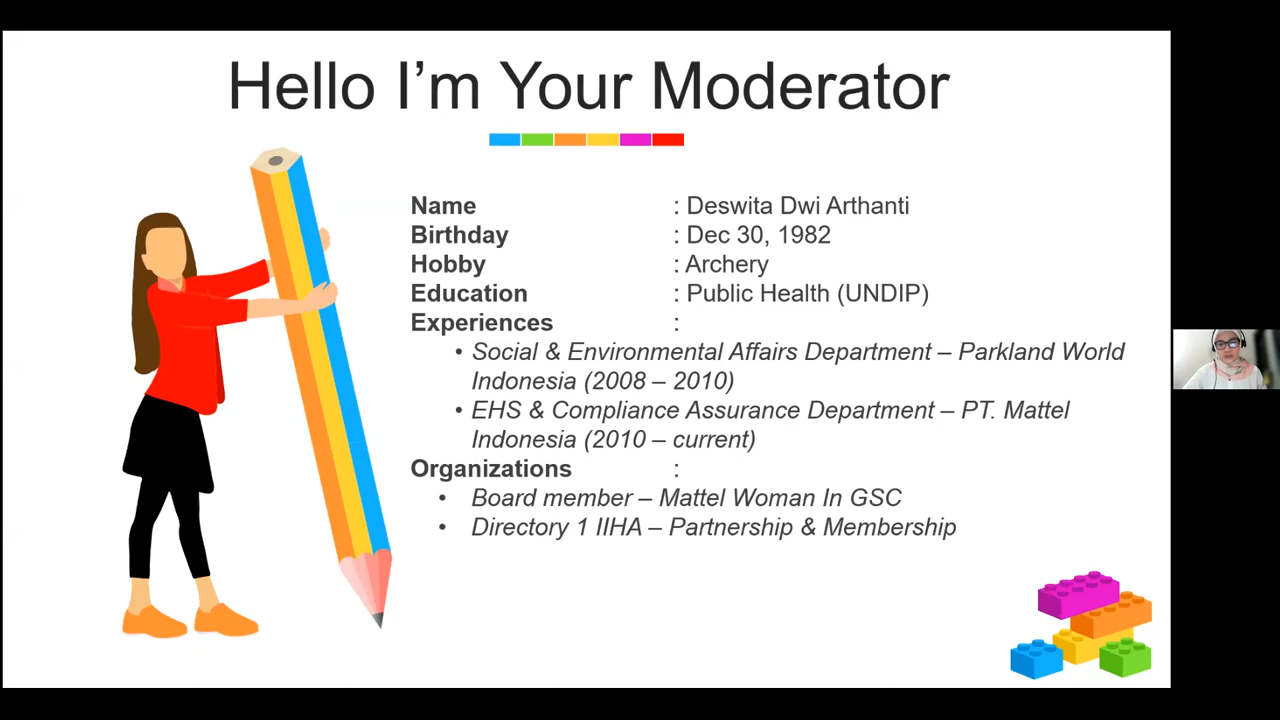 Hello I'm Your Moderator
Name : Deswita Dwi Arthanti
Birthday : Dec 30, 1982
Hobby : Archery
Education : Public Health (UNDIP)
Experiences :
• Social & Environmental Affairs Department – Parkland World
Indonesia (2008 – 2010)
• EHS & Compliance Assurance Department – PT. Mattel
Indonesia (2010 – current)
Organizations :
• Board member – Mattel Woman In GSC
• Directory 1 IIHA – Partnership & Membership